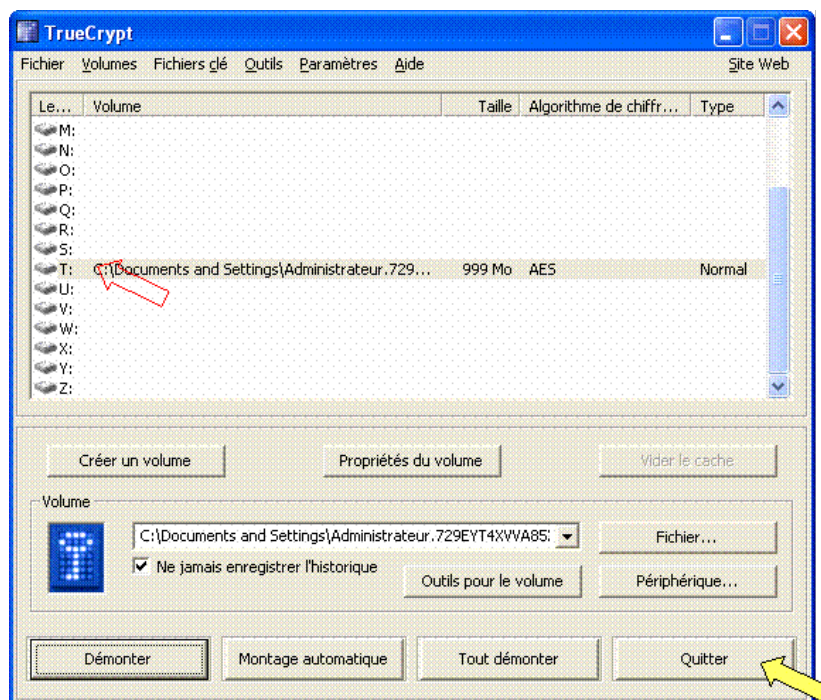 TrueCrypt
Fichier Volumes Fichiers clé Outils Paramètres Aide Site Web
Le... Volume Taille Algorithme de chiffr... Type
M:
N:
O:
P:
Q:
R:
S:
T: C:\Documents and Settings\Administrateur.729... 999 Mo AES Normal
U:
V:
W:
X:
Y:
Z:
Créer un volume Propriétés du volume Vider le cache
Volume
C:\Documents and Settings\Administrateur.729EYT4XVVA85: Fichier...
Ne jamais enregistrer l'historique
Outils pour le volume Périphérique...
Démonter Montage automatique Tout démonter Quitter